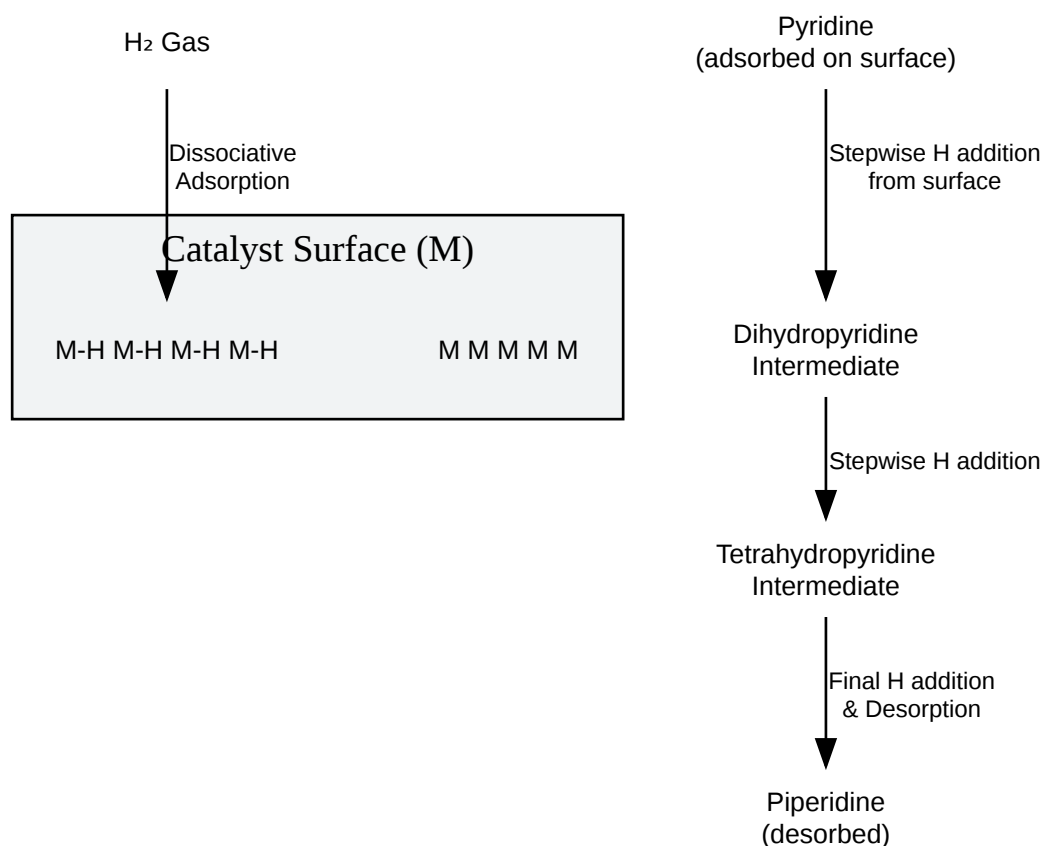 H₂ Gas
Dissociative
Adsorption
Catalyst Surface (M)
M-H M-H M-H M-H
M M M M M
Pyridine
(adsorbed on surface)
Stepwise H addition
from surface
Dihydropyridine
Intermediate
Stepwise H addition
Tetrahydropyridine
Intermediate
Final H addition
& Desorption
Piperidine
(desorbed)